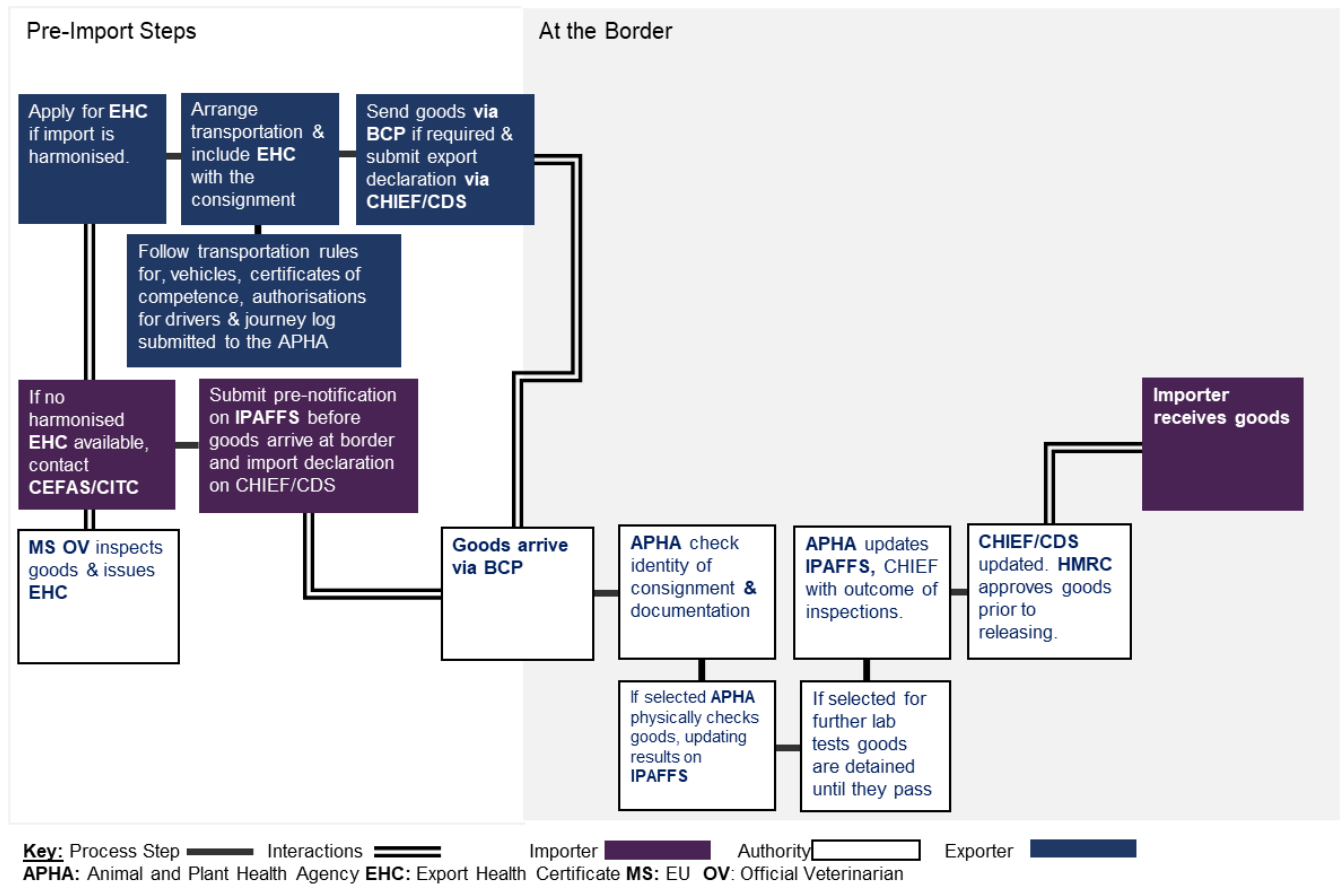 Pre-Import Steps
At the Border
Apply for EHC
if import is
harmonised.
Arrange
transportation &
include EHC
with the
consignment
Send goods via
BCP if required &
submit export
declaration via
CHIEF/CDS
Follow transportation rules
for, vehicles, certificates of
competence, authorisations
for drivers & journey log
submitted to the APHA
If no
harmonised
EHC available,
contact
CEFAS/CITC
Submit pre-notification
on IPAFFS before
goods arrive at border
and import declaration
on CHIEF/CDS
Importer
receives goods
MS OV inspects
goods & issues
EHC
Goods arrive
via BCP
APHA check
identity of
consignment &
documentation
APHA updates
IPAFFS, CHIEF
with outcome of
inspections.
CHIEF/CDS
updated. HMRC
approves goods
prior to
releasing.
If selected APHA
physically checks
goods, updating
results on
IPAFFS
If selected for
further lab
tests goods
are detained
until they pass
Key: Process Step Interactions Importer Authority Exporter
APHA: Animal and Plant Health Agency EHC: Export Health Certificate MS: EU OV: Official Veterinarian